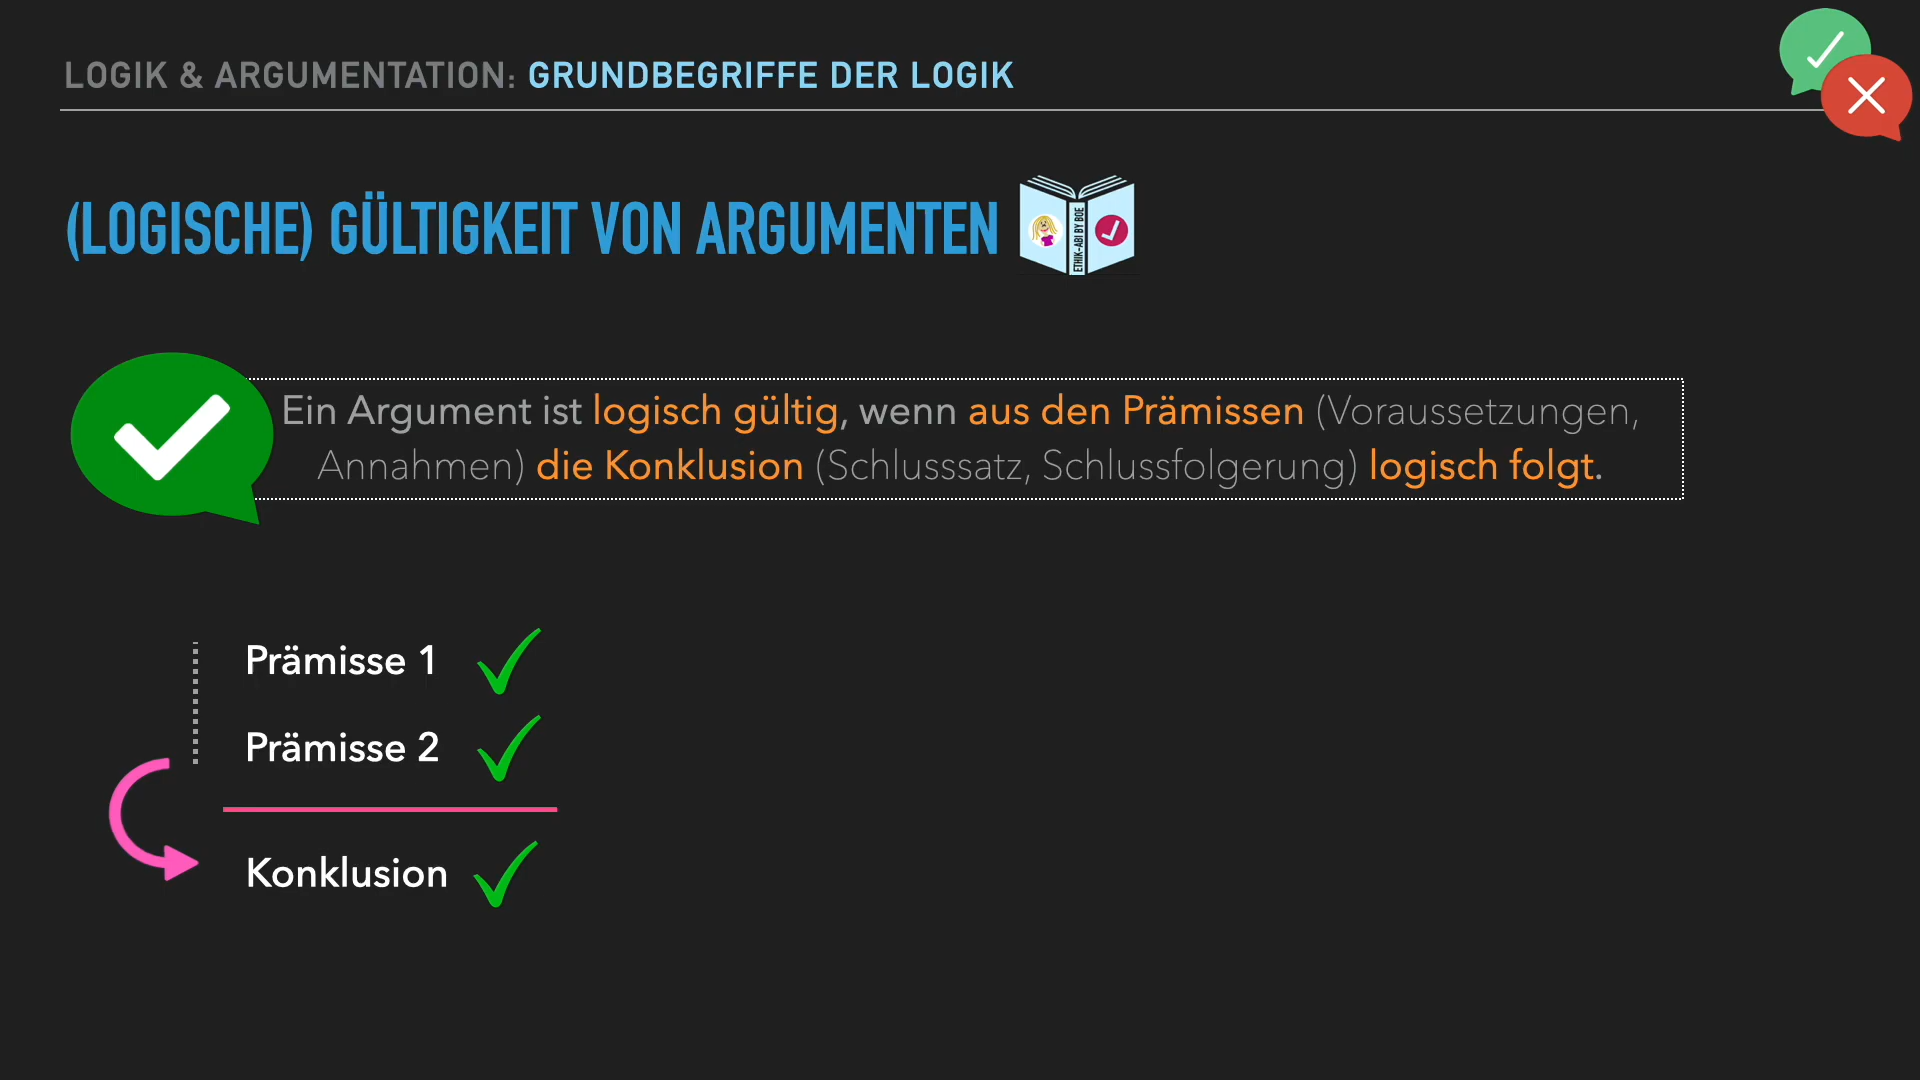 LOGIK & ARGUMENTATION: GRUNDBEGRIFFE DER LOGIK
(LOGISCHE) GÜLTIGKEIT VON ARGUMENTEN
ETHIK-ABI BY BOE
Ein Argument ist logisch gültig, wenn aus den Prämissen (Voraussetzungen,
Annahmen) die Konklusion (Schlusssatz, Schlussfolgerung) logisch folgt.
Prämisse 1
Prämisse 2
Konklusion